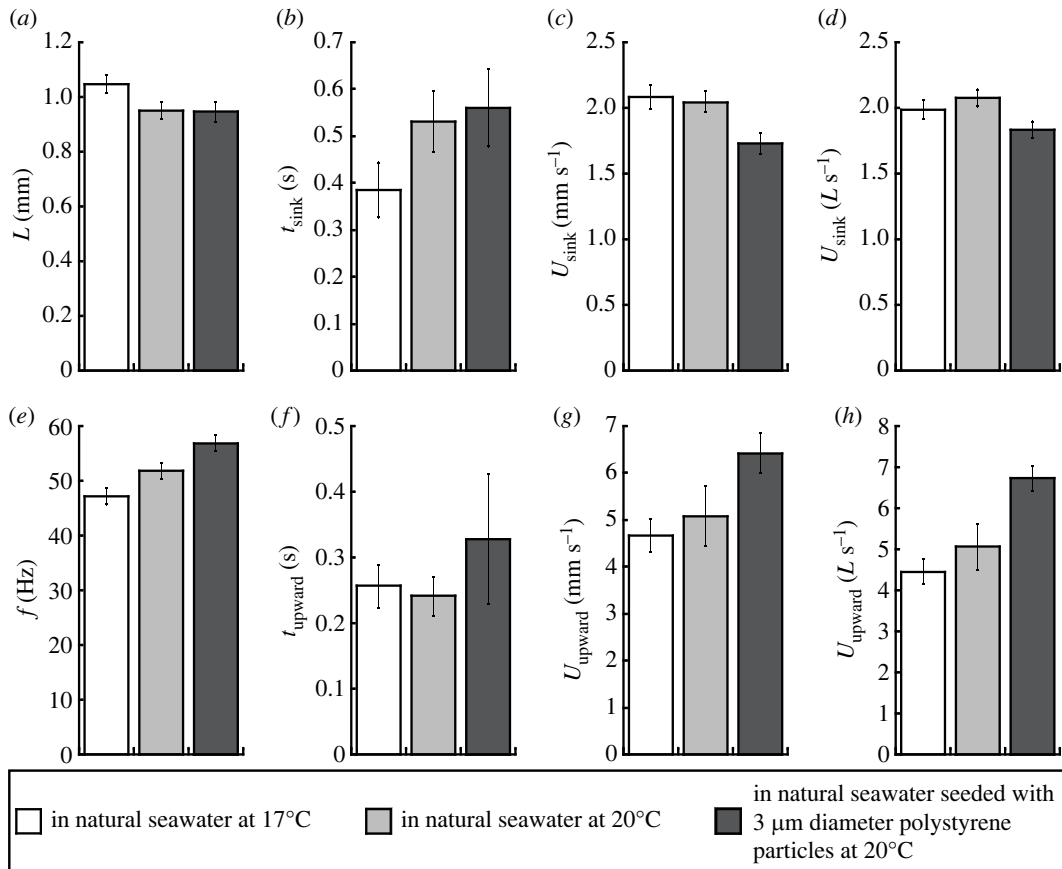 (a)
1.2
1.0
0.8
0.6
0.4
0.2
0
L (mm)
(b)
0.7
0.6
0.5
0.4
0.3
0.2
0.1
0
t_sink (s)
(c)
2.5
2.0
1.5
1.0
0.5
0
U_sink (mm s⁻¹)
(d)
2.5
2.0
1.5
1.0
0.5
0
U_sink (L s⁻¹)
(e)
60
50
40
30
20
10
0
f (Hz)
(f)
0.5
0.4
0.3
0.2
0.1
0
t_upward (s)
(g)
7
6
5
4
3
2
1
0
U_upward (mm s⁻¹)
(h)
8
7
6
5
4
3
2
1
0
U_upward (L s⁻¹)
in natural seawater at 17°C
in natural seawater at 20°C
in natural seawater seeded with
3 μm diameter polystyrene
particles at 20°C